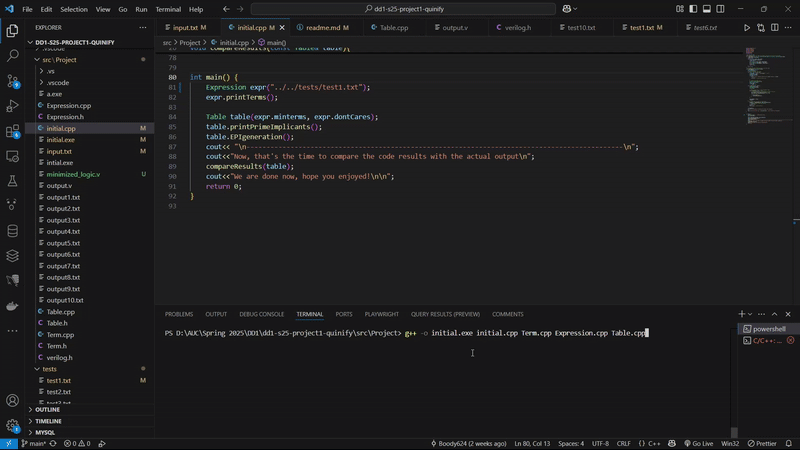 File Edit Selection View Go Run Terminal Help
dd1-s25-project1-quinify
EXPLORER
input.txt M
initial.cpp M
readme.md M
Table.cpp
output.v
verilog.h
test10.txt
test1.txt M
test6.txt
src > Project > initial.cpp > main()
DD1-S25-PROJECT1-QUINIFY
.vscode
src\Project
.vs
.vscode
a.exe
Expression.cpp
Expression.h
initial.cpp M
initial.exe M
input.txt M
intial.exe
minimized_logic.v U
output.v
output1.txt
output2.txt
output3.txt
output4.txt
output5.txt
output6.txt
output7.txt
output8.txt
output9.txt
output10.txt
Table.cpp
Table.h
Term.cpp
Term.h
verilog.h
tests
test1.txt M
test2.txt
test3.txt
OUTLINE
TIMELINE
MYSQL
void compareResults(const Table& table){
78
79
80 int main() {
81 Expression expr("../../tests/test1.txt");
82 expr.printTerms();
83
84 Table table(expr.minterms, expr.dontCares);
85 table.printPrimeImplicants();
86 table.EPIgeneration();
87 cout<< "\n---------------------------------------------------------------------------------------------\n";
88 cout<<"Now, that's the time to compare the code results with the actual output\n";
89 compareResults(table);
90 cout<<"We are done now, hope you enjoyed!\n\n";
91 return 0;
92 }
93
PROBLEMS OUTPUT DEBUG CONSOLE TERMINAL PORTS PLAYWRIGHT QUERY RESULTS (PREVIEW) COMMENTS
PS D:\AUC\Spring 2025\DD1\dd1-s25-project1-quinify\src\Project> g++ -o initial.exe initial.cpp Term.cpp Expression.cpp Table.cpp
powershell
C/C++:...
main* 0 0 Boody624 (2 weeks ago) Ln 80, Col 13 Spaces: 4 UTF-8 CRLF {} C++ Go Live Win32 Prettier